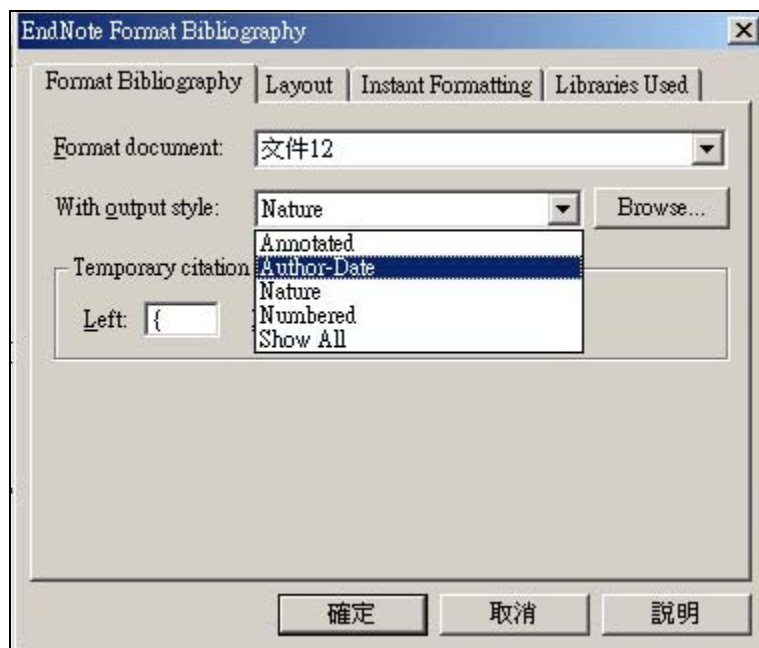 EndNote Format Bibliography
Format Bibliography Layout Instant Formatting Libraries Used
Format document: 文件12
With output style: Nature Browse...
Annotated
Temporary citation Author-Date
Nature
Left: { Numbered
Show All
確定 取消 說明